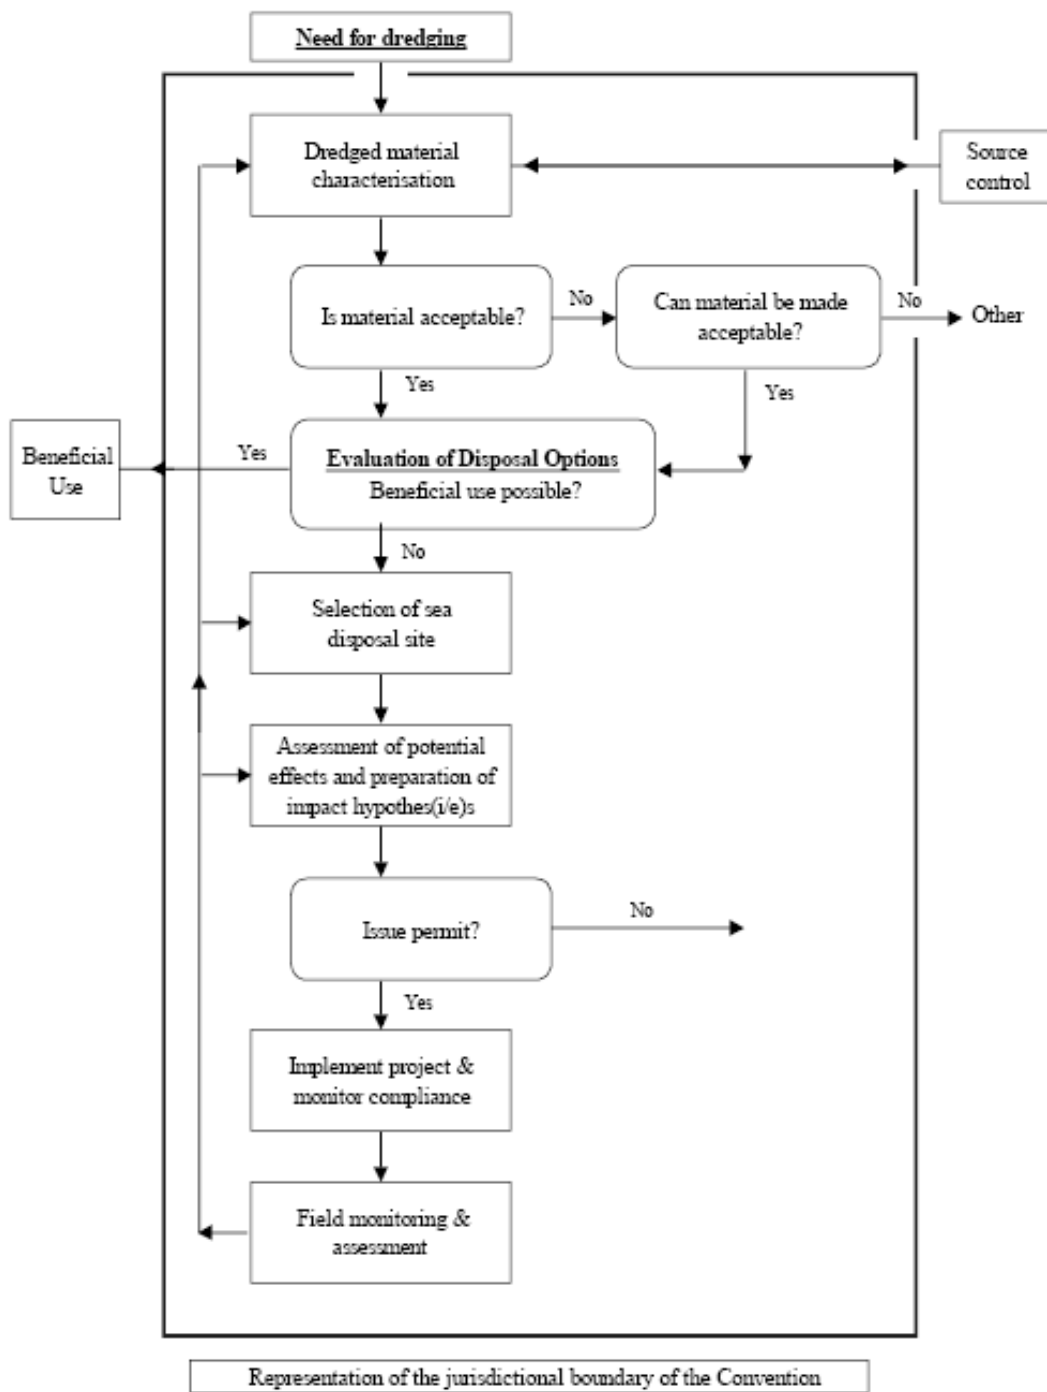 Need for dredging
Dredged material
characterisation
Source
control
Is material acceptable?
No
Can material be made
acceptable?
No
Other
Yes
Yes
Beneficial
Use
Yes
Evaluation of Disposal Options
Beneficial use possible?
No
Selection of sea
disposal site
Assessment of potential
effects and preparation of
impact hypothes(i/e)s
Issue permit?
No
Yes
Implement project &
monitor compliance
Field monitoring &
assessment
Representation of the jurisdictional boundary of the Convention